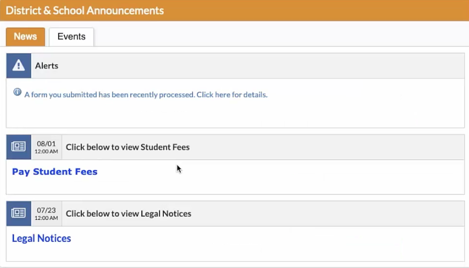 District & School Announcements
News Events
Alerts
A form you submitted has been recently processed. Click here for details.
08/01
12:00 AM
Click below to view Student Fees
Pay Student Fees
07/23
12:00 AM
Click below to view Legal Notices
Legal Notices